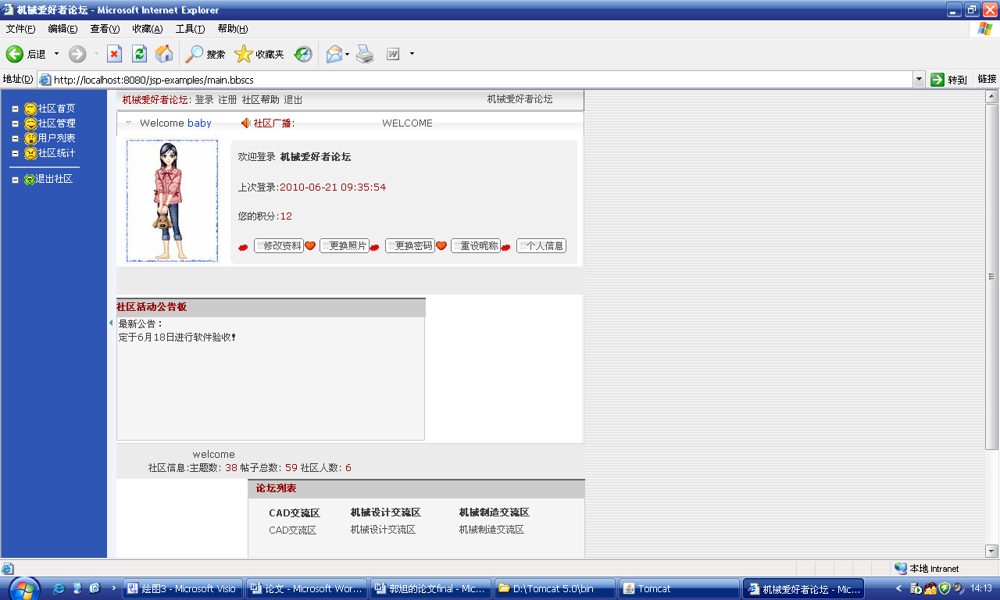 机械爱好者论坛 - Microsoft Internet Explorer
文件(F) 编辑(E) 查看(V) 收藏(A) 工具(T) 帮助(H)
后退 搜索 收藏夹
地址(D) http://localhost:8080/jsp-examples/main.bbscs 转到 链接
社区首页
社区管理
用户列表
社区统计
退出社区
机械爱好者论坛: 登录 注册 社区帮助 退出 机械爱好者论坛
Welcome baby 社区广播: WELCOME
欢迎登录 机械爱好者论坛
上次登录:2010-06-21 09:35:54
您的积分:12
::修改资料 ::更换照片 ::更换密码 ::重设昵称 ::个人信息
社区活动公告板
最新公告：
定于6月18日进行软件验收!
welcome
社区信息:主题数: 38 帖子总数: 59 社区人数: 6
论坛列表
CAD交流区 机械设计交流区 机械制造交流区
CAD交流区 机械设计交流区 机械制造交流区
本地 Intranet
绘图3 - Microsoft Visio 论文 - Microsoft Wor... 郭旭的论文final - Mic... D:\Tomcat 5.0\bin Tomcat 机械爱好者论坛 - Mic... 14:13